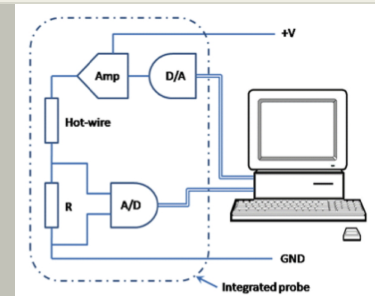 +V
Amp
D/A
Hot-wire
R
A/D
GND
Integrated probe